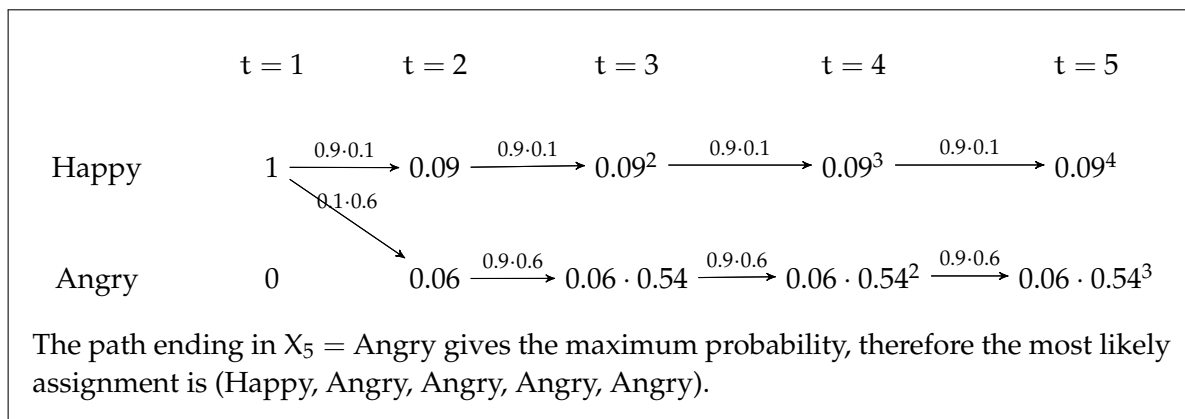 t = 1 t = 2 t = 3 t = 4 t = 5
0.9·0.1 0.9·0.1 0.9·0.1 0.9·0.1
Happy 1 0.09 0.09² 0.09³ 0.09⁴
0.1·0.6
0.9·0.6 0.9·0.6 0.9·0.6
Angry 0 0.06 0.06 · 0.54 0.06 · 0.54² 0.06 · 0.54³
The path ending in X₅ = Angry gives the maximum probability, therefore the most likely
assignment is (Happy, Angry, Angry, Angry, Angry).